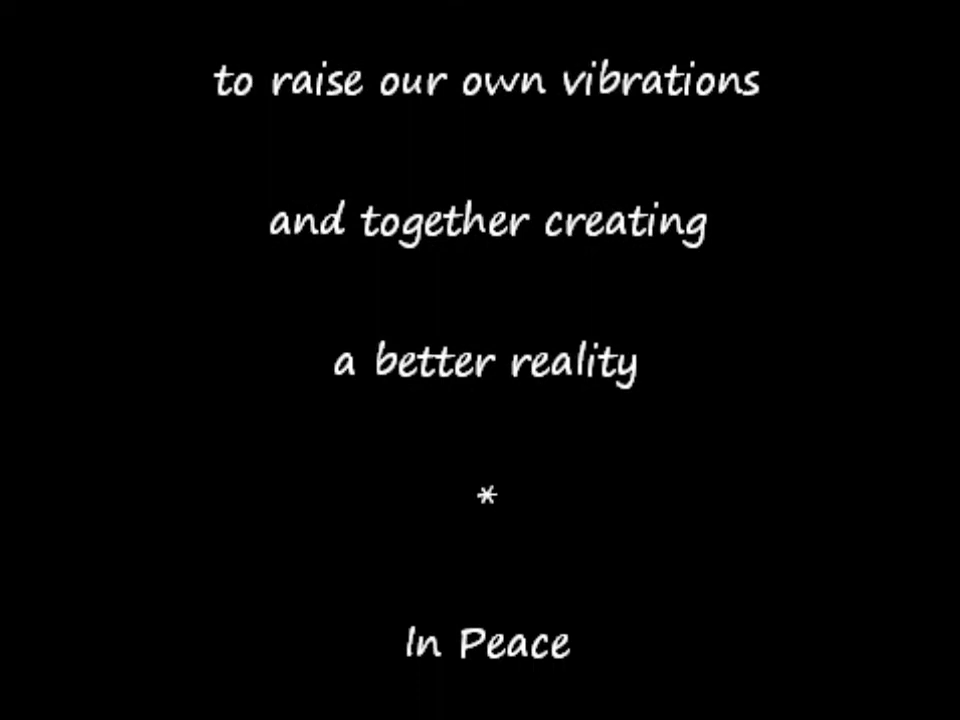 to raise our own vibrations
and together creating
a better reality
*
In Peace